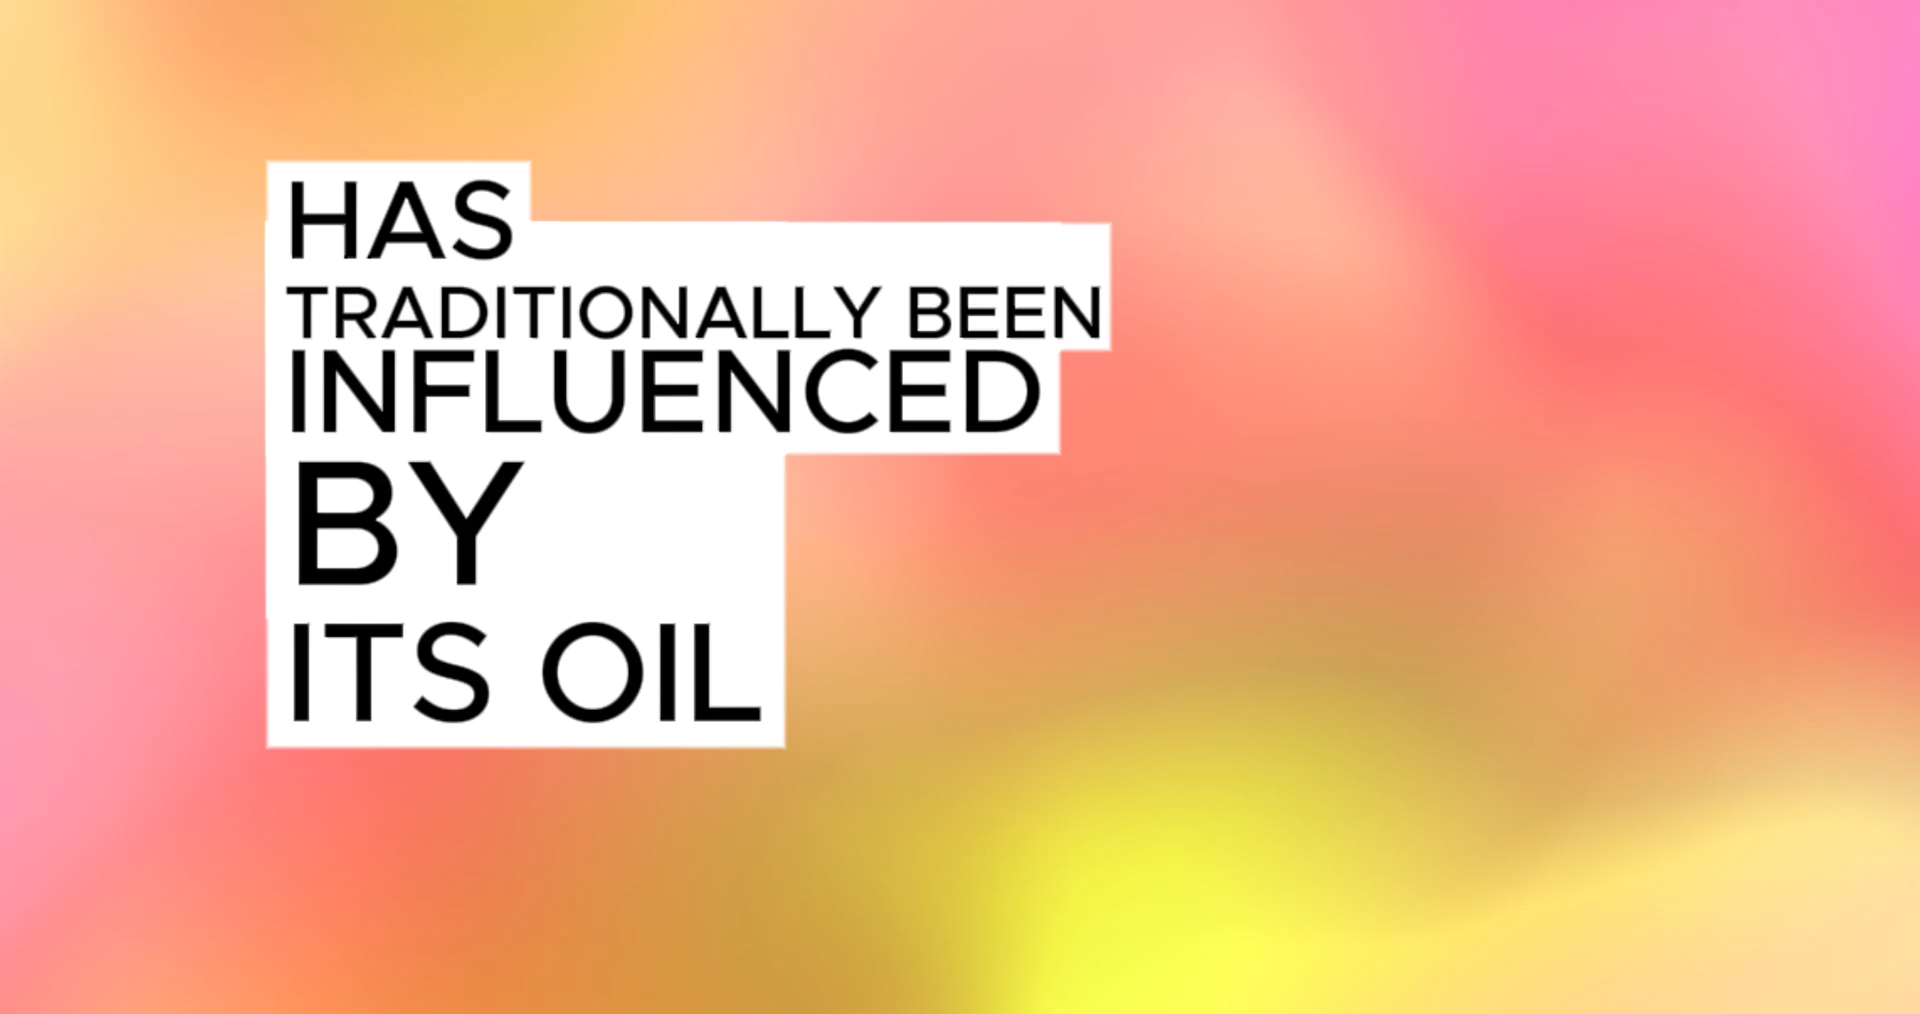 HAS
TRADITIONALLY BEEN
INFLUENCED
BY
ITS OIL